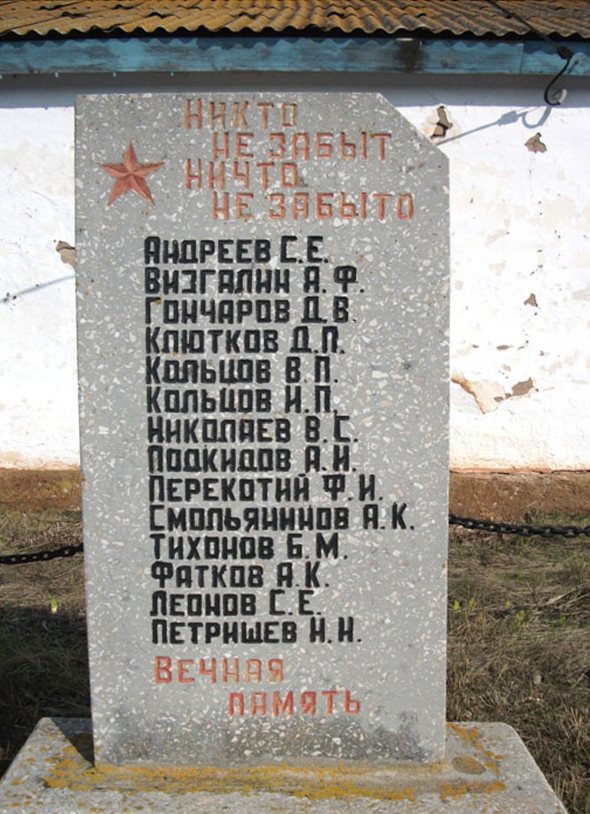 НИКТО
НЕ ЗАБЫТ
НИЧТО
НЕ ЗАБЫТО
АНДРЕЕВ С.Е.
ВИЗГАЛИН А.Ф.
ГОНЧАРОВ Д.В.
КЛЮТКОВ Д.П.
КОЛЬЦОВ В.П.
КОЛЬЦОВ И.П.
НИКОЛАЕВ В.С.
ПОДКИДОВ А.И.
ПЕРЕКОТИЙ Ф.И.
СМОЛЬЯНИНОВ А.К.
ТИХОНОВ Б.М.
ФАТКОВ А.К.
ЛЕОНОВ С.Е.
ПЕТРИЩЕВ Н.Н.
ВЕЧНАЯ
ПАМЯТЬ